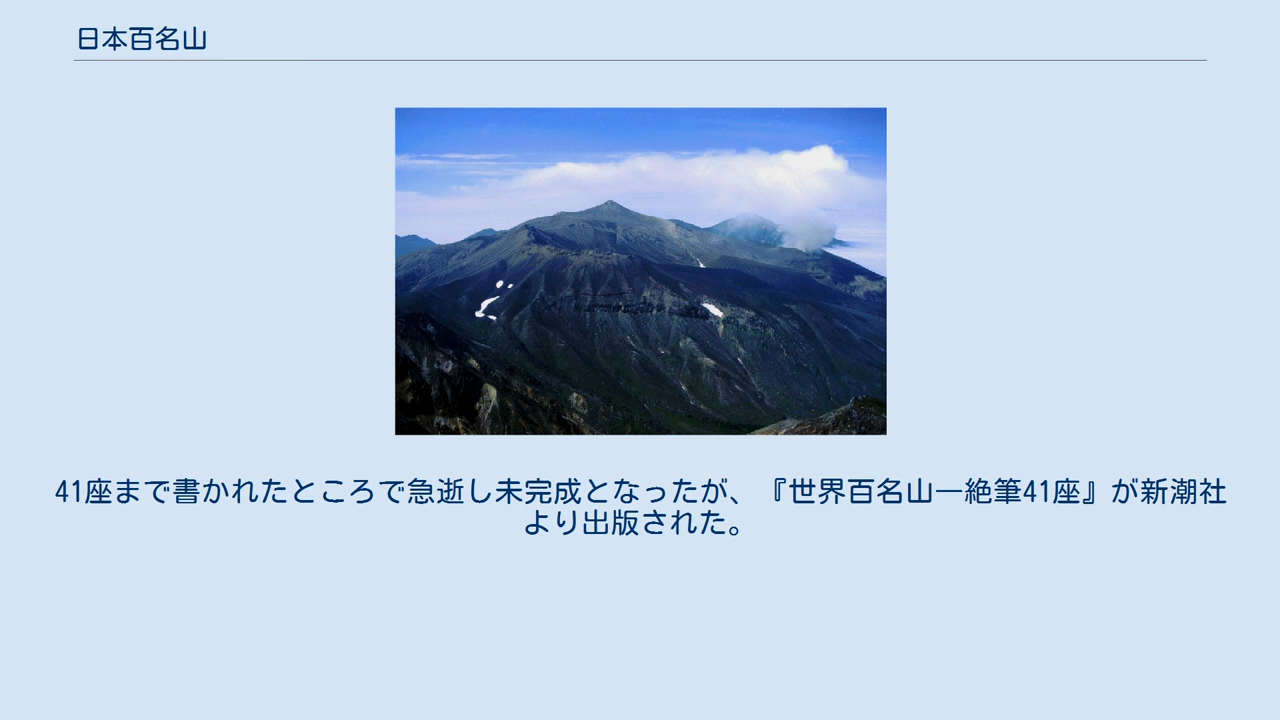 日本百名山
41座まで書かれたところで急逝し未完成となったが、『世界百名山―絶筆41座』が新潮社
より出版された。